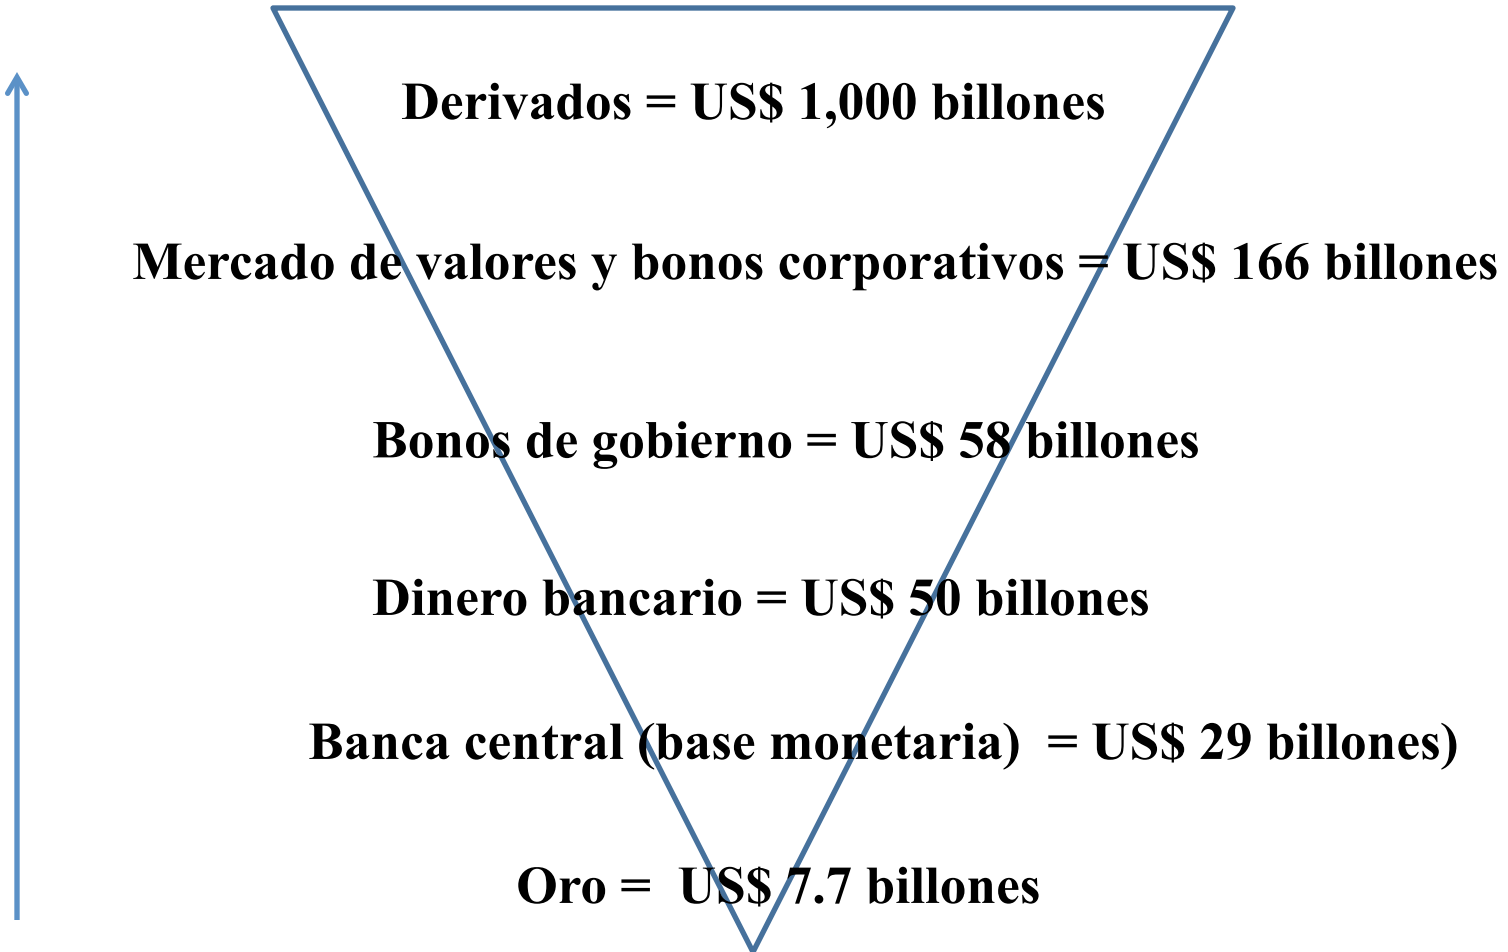 Derivados = US$ 1,000 billones
Mercado de valores y bonos corporativos = US$ 166 billones
Bonos de gobierno = US$ 58 billones
Dinero bancario = US$ 50 billones
Banca central (base monetaria)  = US$ 29 billones)
Oro =  US$ 7.7 billones